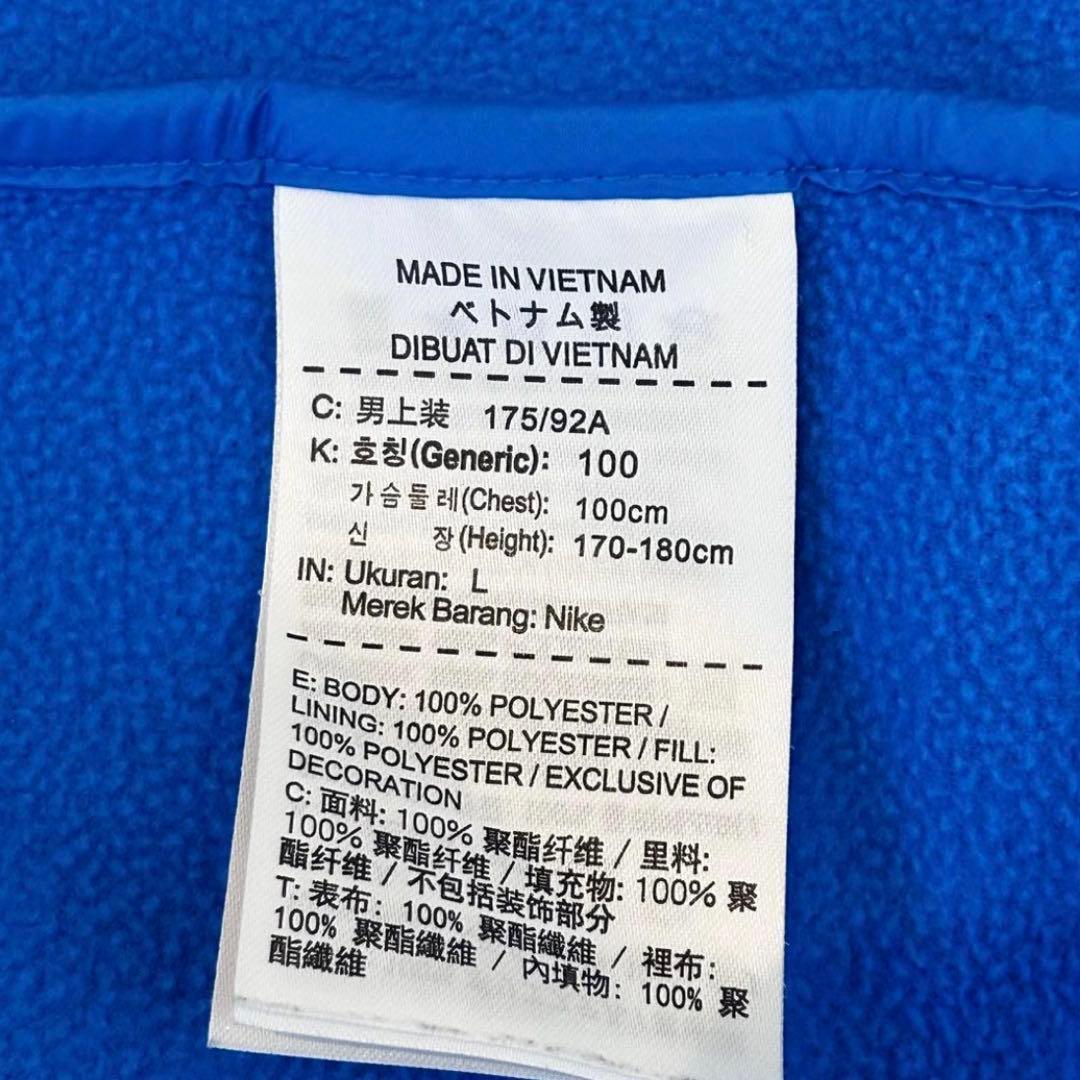 MADE IN VIETNAM
ベトナム製
DIBUAT DI VIETNAM
C: 男上装 175/92A
K: 호칭(Generic): 100
가슴둘레(Chest): 100cm
신 장(Height): 170-180cm
IN: Ukuran: L
Merek Barang: Nike
E: BODY: 100% POLYESTER /
LINING: 100% POLYESTER / FILL:
100% POLYESTER / EXCLUSIVE OF
DECORATION
C: 面料: 100% 聚酯纤维 / 里料:
100% 聚酯纤维 / 填充物: 100% 聚
酯纤维 / 不包括装饰部分
T: 表布: 100% 聚酯纖維 / 裡布:
100% 聚酯纖維 / 內填物: 100% 聚
酯纖維